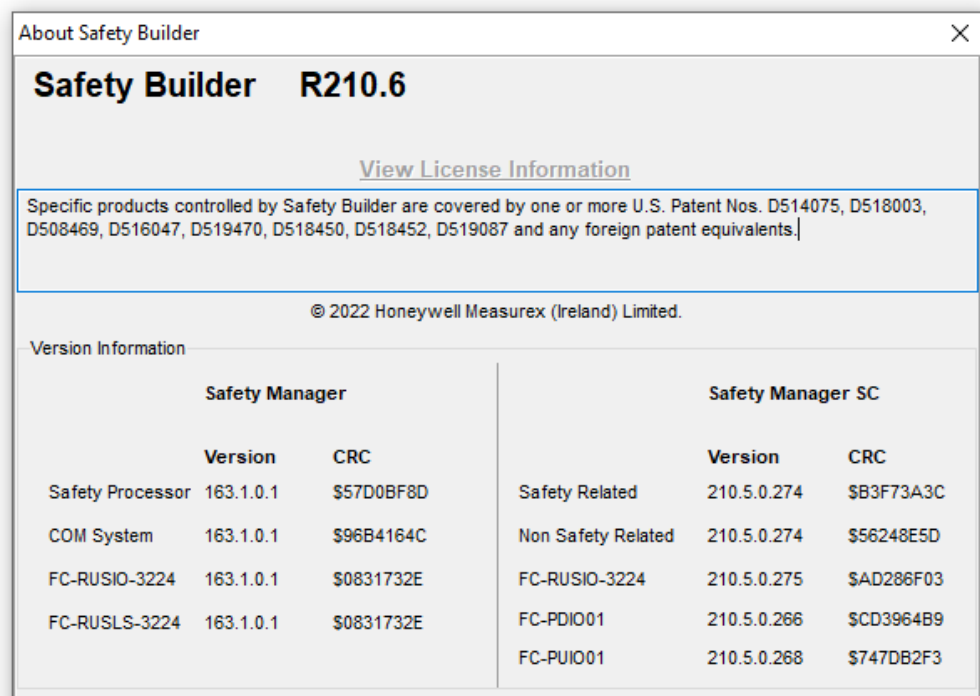 About Safety Builder
Safety Builder R210.6
View License Information
Specific products controlled by Safety Builder are covered by one or more U.S. Patent Nos. D514075, D518003,
D508469, D516047, D519470, D518450, D518452, D519087 and any foreign patent equivalents.
© 2022 Honeywell Measurex (Ireland) Limited.
Version Information
Safety Manager Safety Manager SC
Version CRC Version CRC
Safety Processor 163.1.0.1 $57D0BF8D Safety Related 210.5.0.274 $B3F73A3C
COM System 163.1.0.1 $96B4164C Non Safety Related 210.5.0.274 $56248E5D
FC-RUSIO-3224 163.1.0.1 $0831732E FC-RUSIO-3224 210.5.0.275 $AD286F03
FC-RUSLS-3224 163.1.0.1 $0831732E FC-PDIO01 210.5.0.266 $CD3964B9
FC-PUIO01 210.5.0.268 $747DB2F3